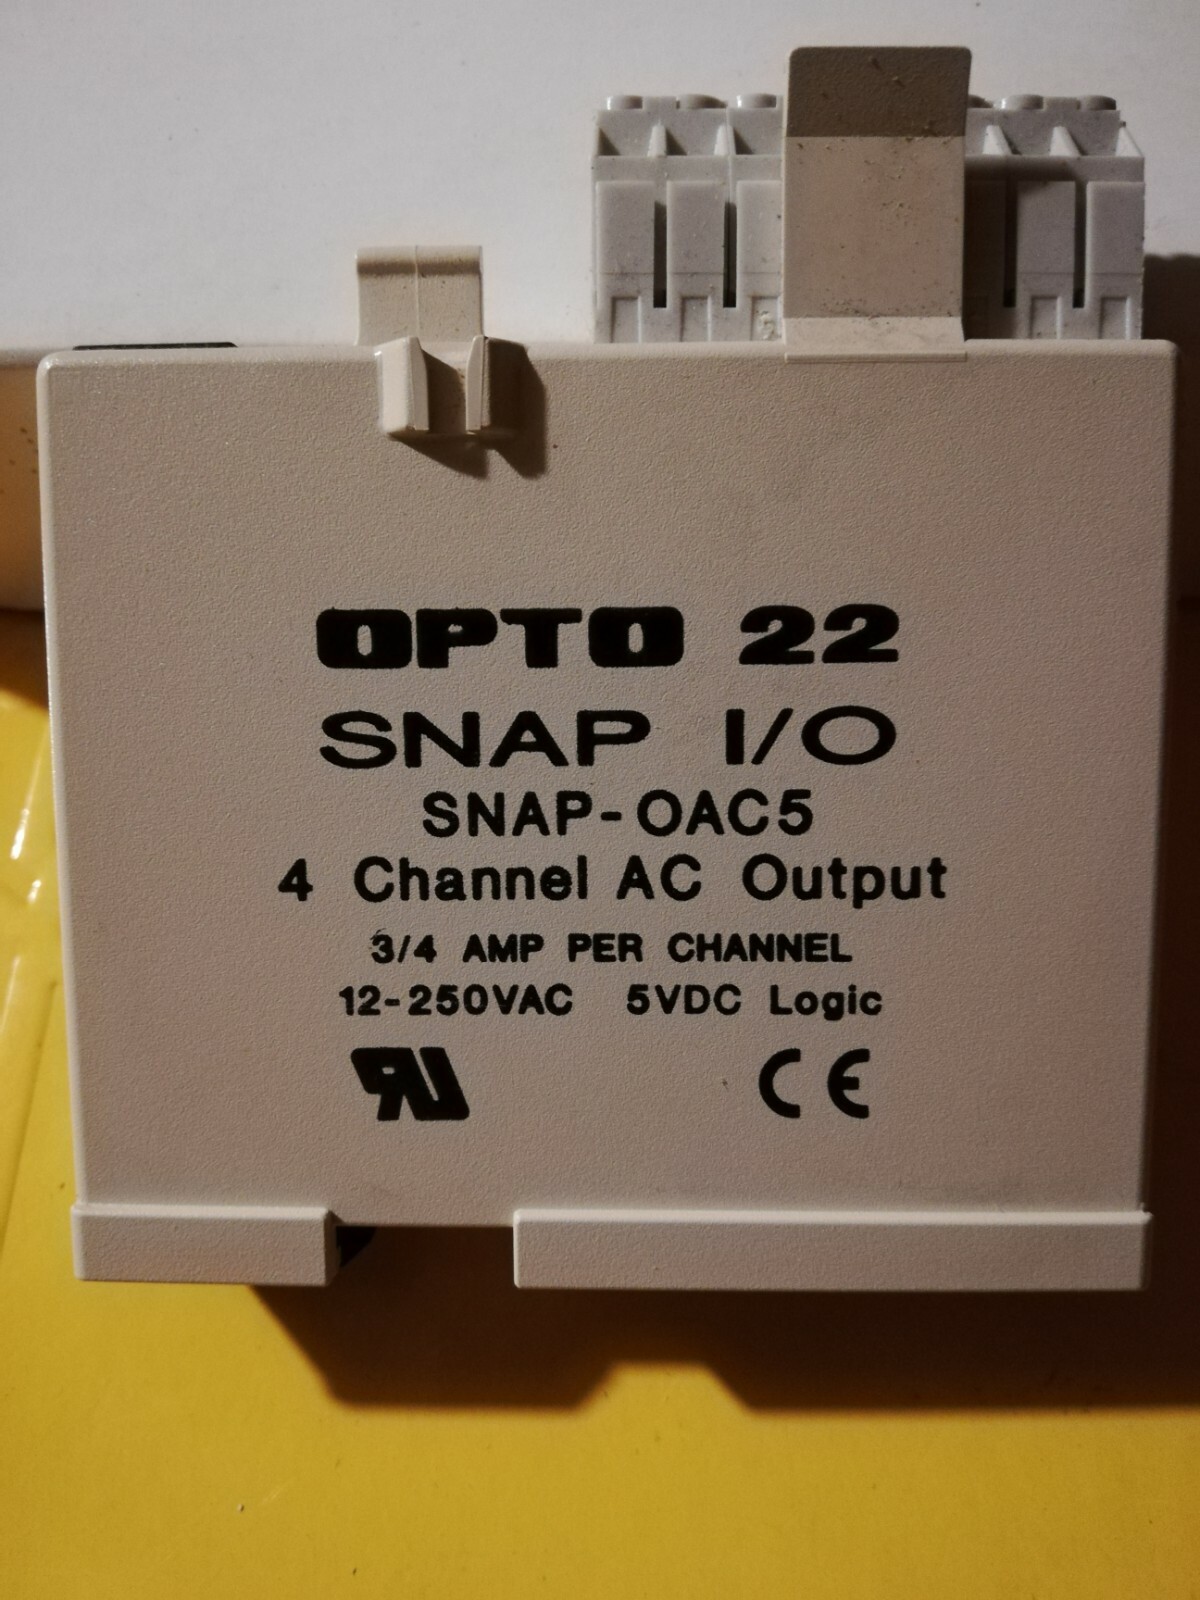 OPTO 22
SNAP I/O
SNAP-OAC5
4 Channel AC Output
3/4 AMP PER CHANNEL
12-250VAC 5VDC Logic
RU CE